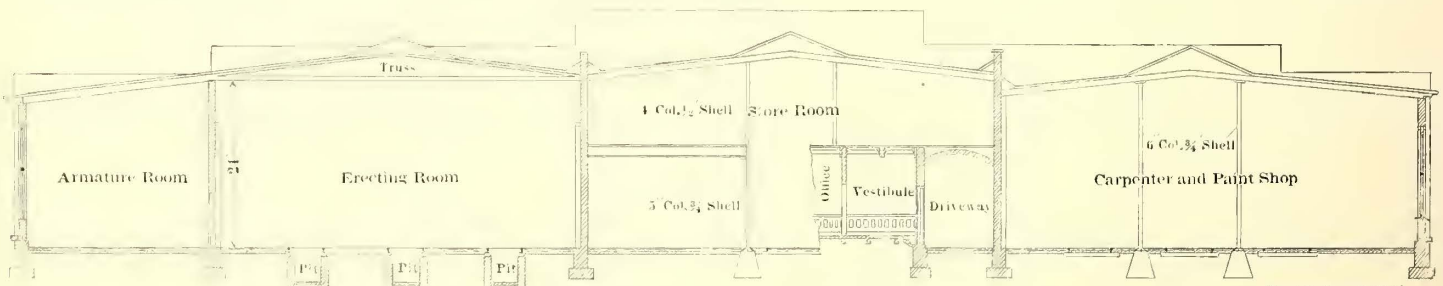 Truss
4 Col. ½" Shell
Store Room
6" Col. ¾" Shell
21'
Armature Room
Erecting Room
Office
Vestibule
Carpenter and Paint Shop
5" Col. ¾" Shell
Driveway
Pit
Pit
Pit